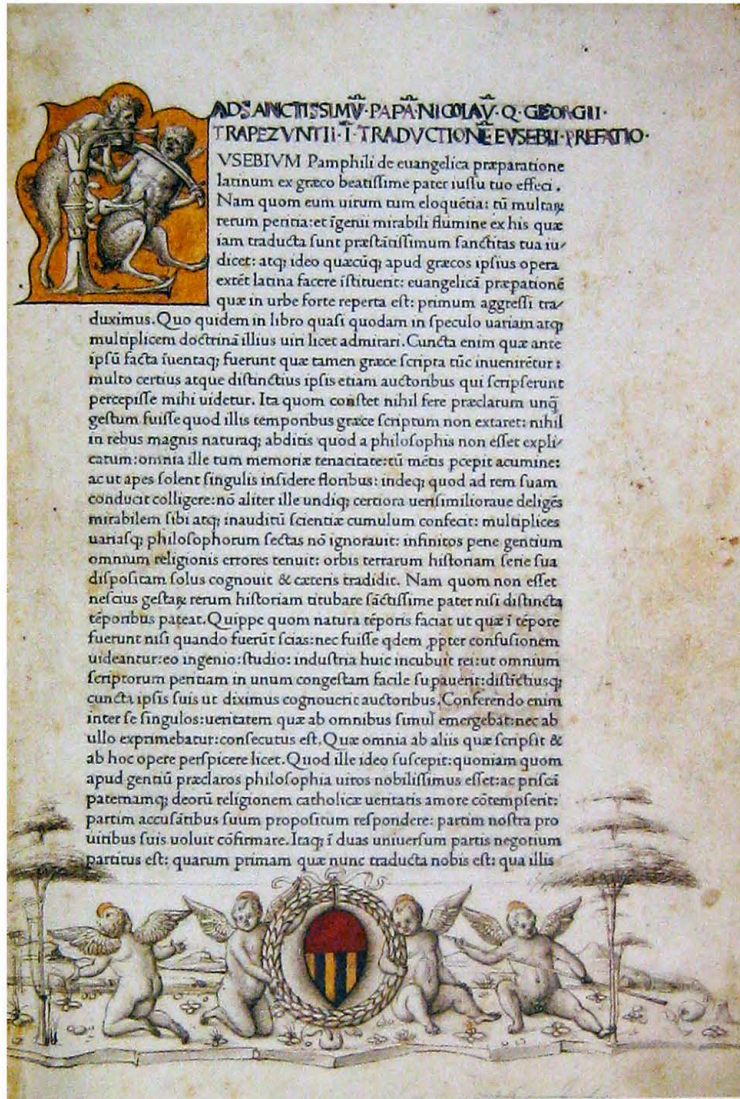 AD SANCTISSIMV̅·PAPA̅·NICOLAV̅·Q·GEORGII·
TRAPEZVNTII·I̅·TRADVCTIONE̅ EVSEBII·PREFATIO·
EVSEBIVM Pamphili de euangelica præparatione
latinum ex græco beatissime pater iussu tuo effeci.
Nam quom eum uirum tum eloquẽtia: tũ multaꝝ
rerum peritia: et ĩgenii mirabili flumine ex his quæ
iam traducta sunt præstãtissimum sanctitas tua iu⸗
dicet: atq; ideo quæcũq; apud græcos ipsius opera
extẽt latina facere ĩstituerit: euangelicã præpationẽ
quæ in urbe forte reperta est: primum aggressi tra⸗
duximus. Quo quidem in libro quasi quodam in speculo uariam atq;
multiplicem doctrinã illius uiri licet admirari. Cuncta enim quæ ante
ipsũ facta ĩuentaq; fuerunt quæ tamen græce scripta tũc inuenirẽtur:
multo certius atque distinctius ipsis etiam auctoribus qui scripserunt
percepisse mihi uidetur. Ita quom constet nihil fere præclarum unq̃
gestum fuisse quod illis temporibus græce scriptum non extaret: nihil
in rebus magnis naturaq; abditis quod a philosophis non esset expli⸗
catum: omnia ille tum memoriæ tenacitate: tũ mẽtis pcepit acumine:
ac ut apes solent singulis insidere floribus: indeq; quod ad rem suam
conducit colligere: nõ aliter ille undiq; certiora uerisimilioraue deligẽs
mirabilem sibi atq; inauditũ scientiæ cumulum confecit: multiplices
uariasq; philosophorum sectas nõ ignorauit: infinitos pene gentium
omnium religionis errores tenuit: orbis terrarum historiam serie sua
dispositam solus cognouit & cæteris tradidit. Nam quom non esset
nescius gestaꝝ rerum historiam titubare sãctissime pater nisi distincta
tẽporibus pateat. Quippe quom natura tẽporis faciat ut quæ ĩ tẽpore
fuerunt nisi quando fuerũt scias: nec fuisse qdem ꝓpter confusionem
uideantur: eo ingenio: studio: industria huic incubuit rei: ut omnium
scriptorum peritiam in unum congestam facile supauerit: distĩctiusq;
cuncta ipsis suis ut diximus cognouerit auctoribus. Conferendo enim
inter se singulos: ueritatem quæ ab omnibus simul emergebat: nec ab
ullo exprimebatur: consecutus est. Quæ omnia ab aliis quæ scripsit &
ab hoc opere perspicere licet. Quod ille ideo suscepit: quoniam quom
apud gentiũ præclaros philosophia uiros nobilissimus esset: ac priscã
paternamq; deorũ religionem catholicæ ueritatis amore cõtempserit:
partim accusãtibus suum propositum respondere: partim nostra pro
uiribus suis uoluit cõfirmare. Itaq; ĩ duas uniuersum partis negotium
partitus est: quarum primam quæ nunc traducta nobis est: qua illis